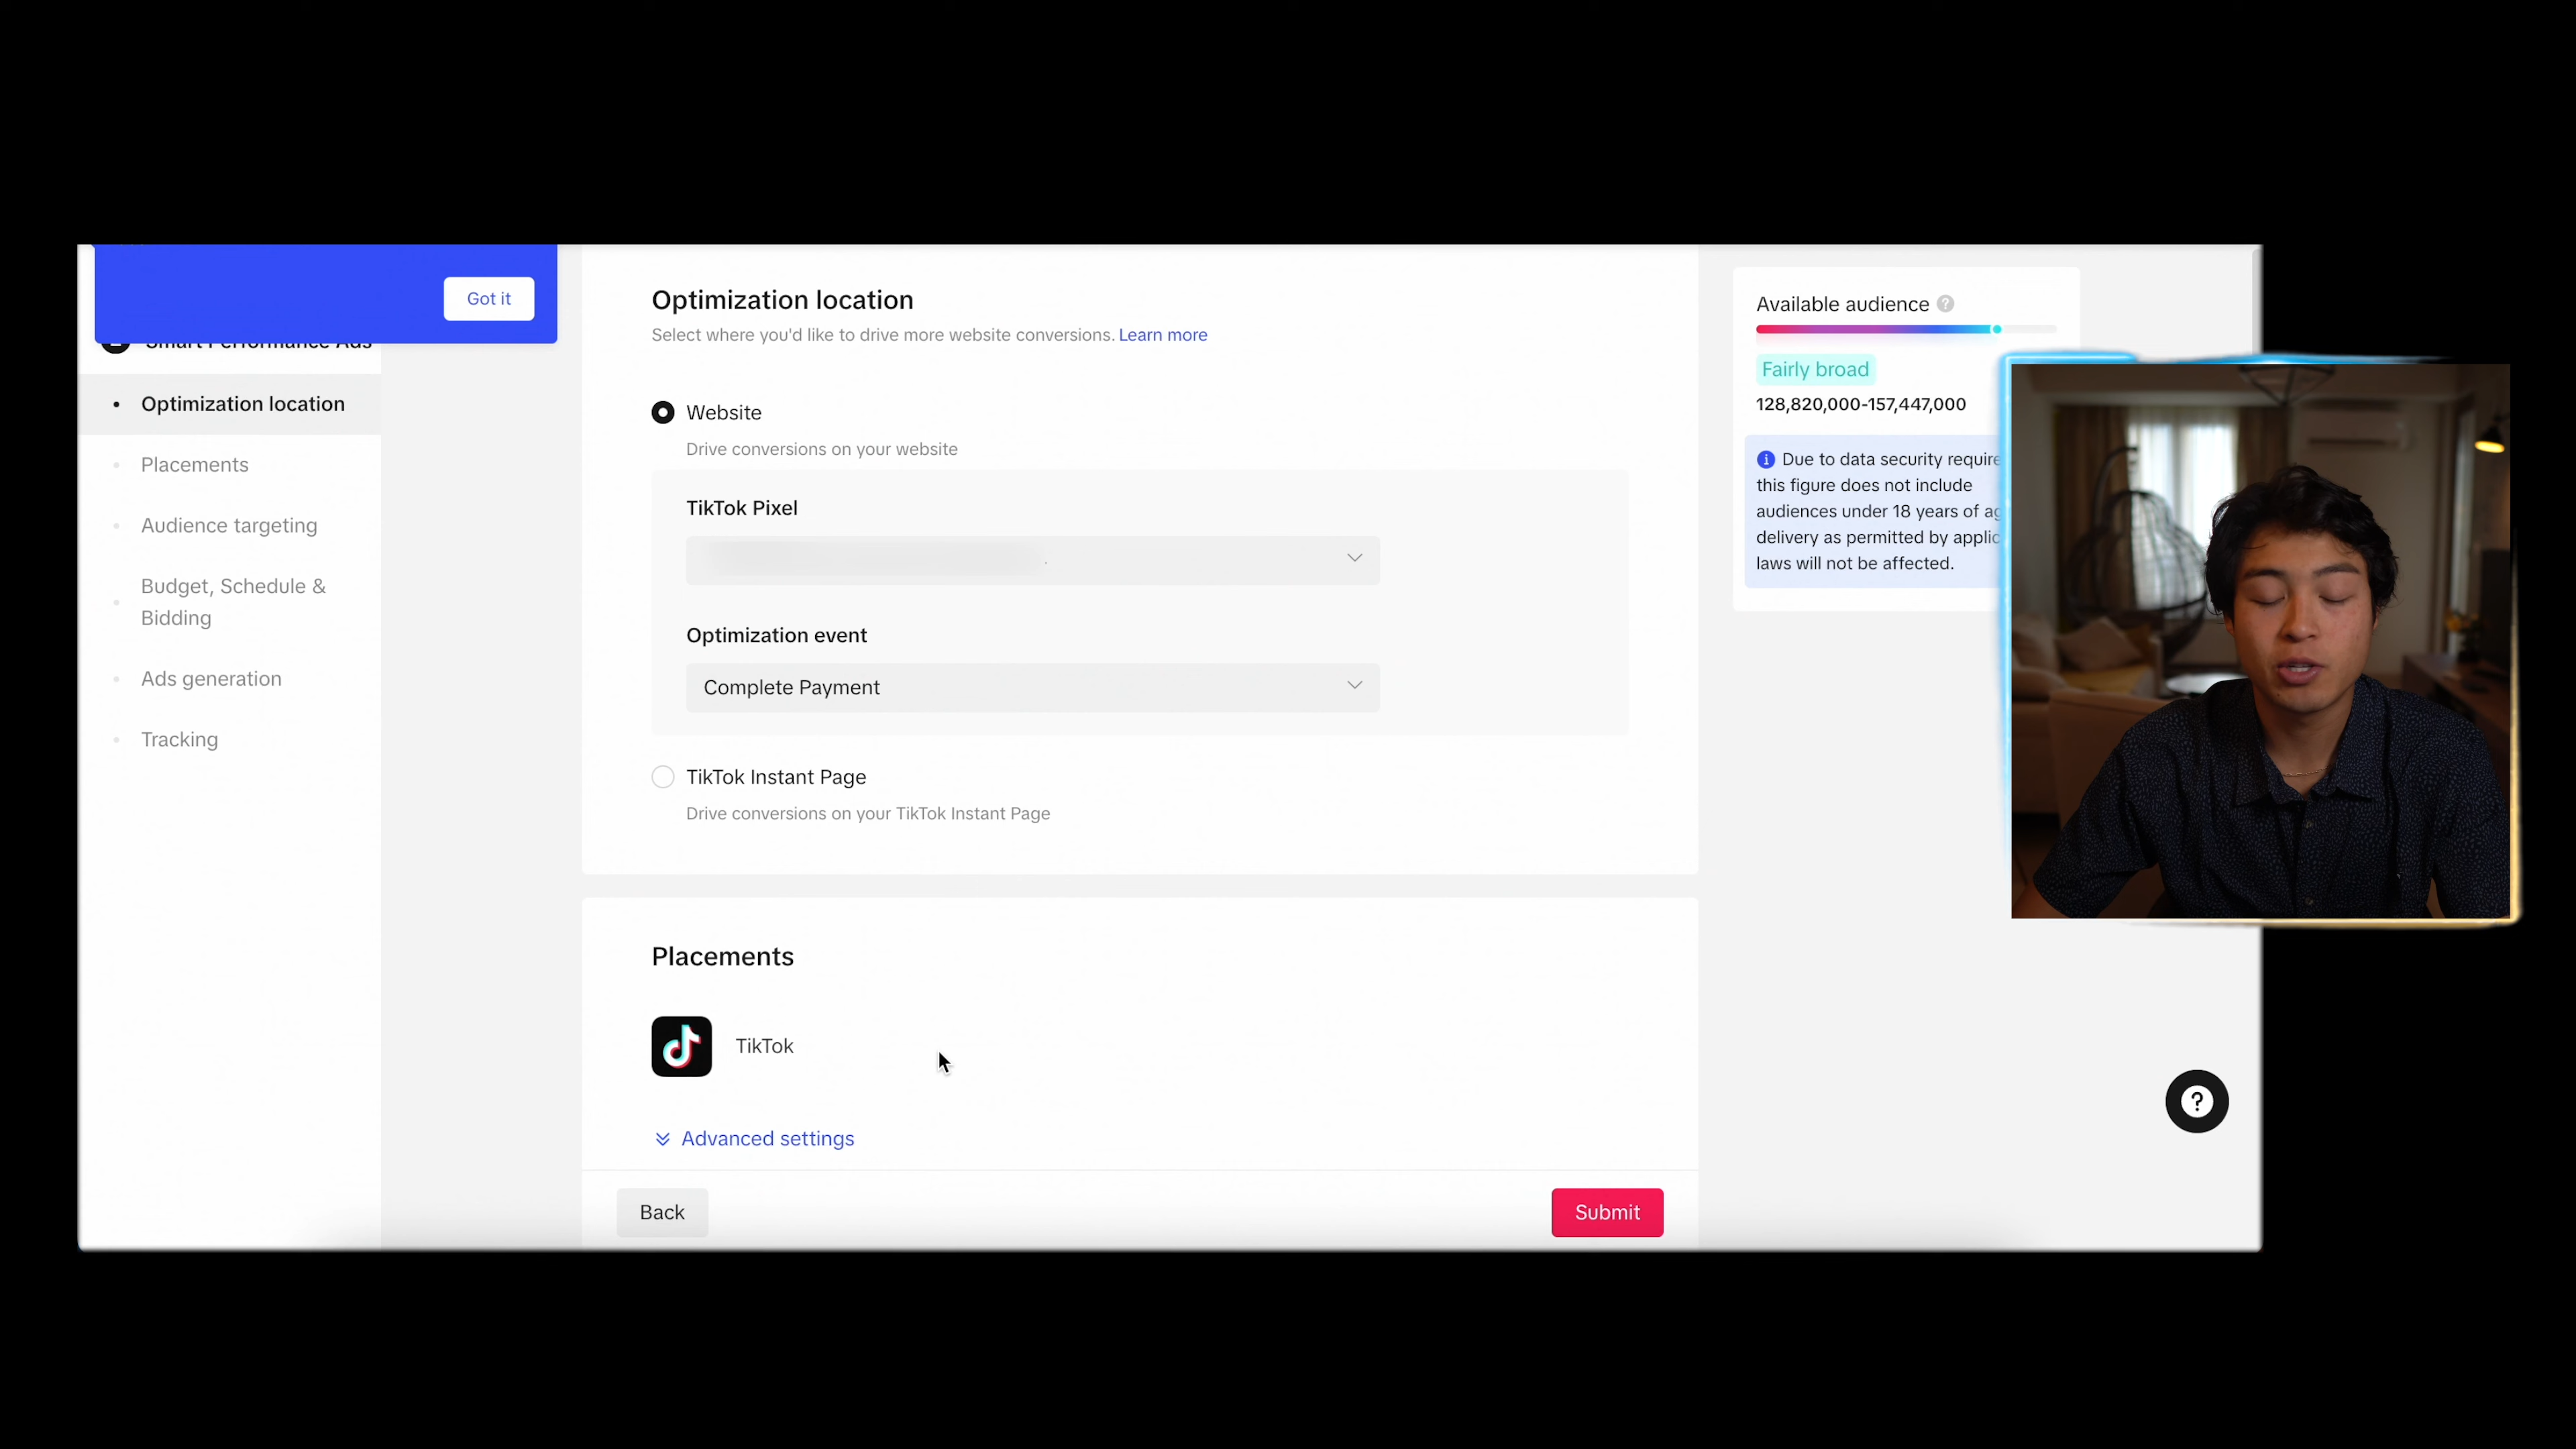 Got it
Smart Performance Ads
Optimization location
Placements
Audience targeting
Budget, Schedule &
Bidding
Ads generation
Tracking
Optimization location
Select where you'd like to drive more website conversions. Learn more
Website
Drive conversions on your website
TikTok Pixel
Optimization event
Complete Payment
TikTok Instant Page
Drive conversions on your TikTok Instant Page
Placements
TikTok
Advanced settings
Back
Submit
Available audience
Fairly broad
128,820,000-157,447,000
Due to data security
this figure does not include
audiences under 18 years of
delivery as permitted by
laws will not be affected.